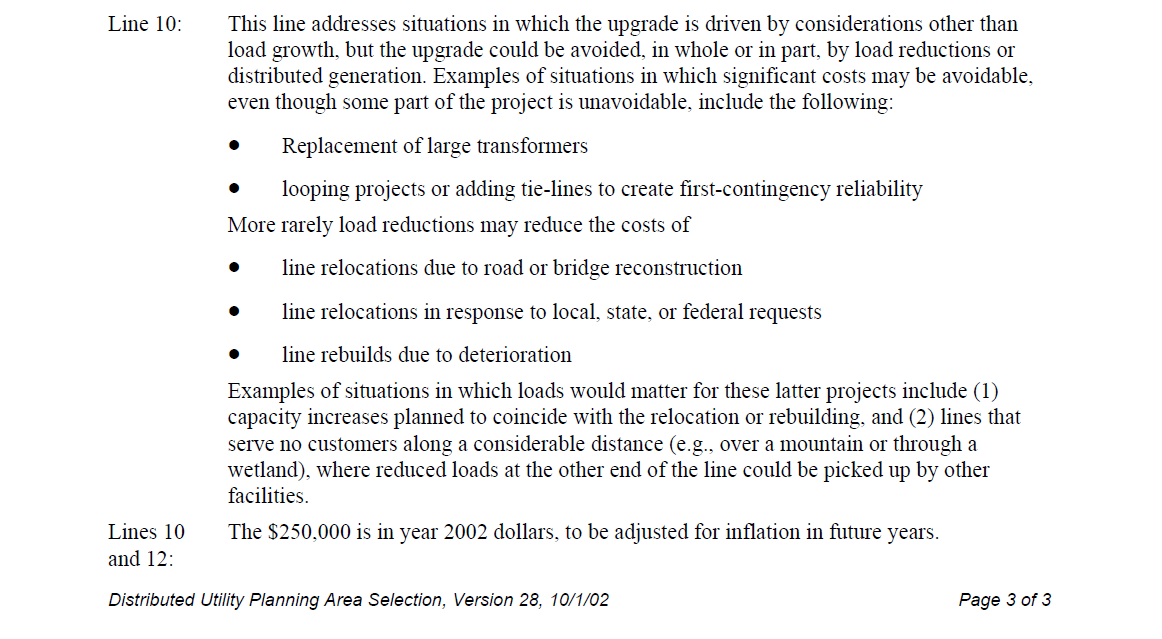 Line 10: This line addresses situations in which the upgrade is driven by considerations other than
load growth, but the upgrade could be avoided, in whole or in part, by load reductions or
distributed generation. Examples of situations in which significant costs may be avoidable,
even though some part of the project is unavoidable, include the following:
● Replacement of large transformers
● looping projects or adding tie-lines to create first-contingency reliability
More rarely load reductions may reduce the costs of
● line relocations due to road or bridge reconstruction
● line relocations in response to local, state, or federal requests
● line rebuilds due to deterioration
Examples of situations in which loads would matter for these latter projects include (1)
capacity increases planned to coincide with the relocation or rebuilding, and (2) lines that
serve no customers along a considerable distance (e.g., over a mountain or through a
wetland), where reduced loads at the other end of the line could be picked up by other
facilities.
Lines 10 The $250,000 is in year 2002 dollars, to be adjusted for inflation in future years.
and 12:
Distributed Utility Planning Area Selection, Version 28, 10/1/02 Page 3 of 3